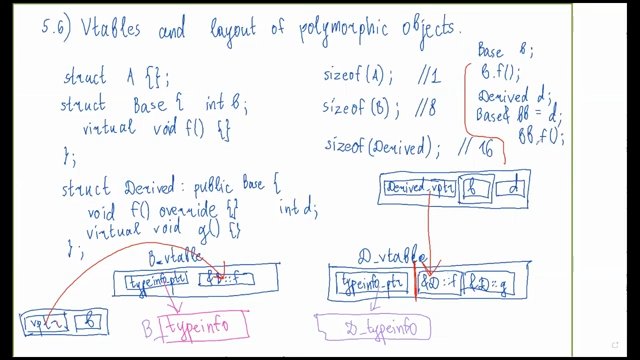 5.6) Vtables and layout of polymorphic objects.
Base b;
struct A {}; sizeof(A); //1 b.f();
struct Base { int b; sizeof(B); //8 Derived d;
virtual void f() {} Base& bb = d;
}; sizeof(Derived); //16 bb.f();
struct Derived: public Base { Derived_vptr b d
void f() override {} int d;
virtual void g() {}
};
B_vtable D_vtable
typeinfo_ptr &D::f typeinfo_ptr &D::f &D::g
vptr b B_typeinfo D_typeinfo